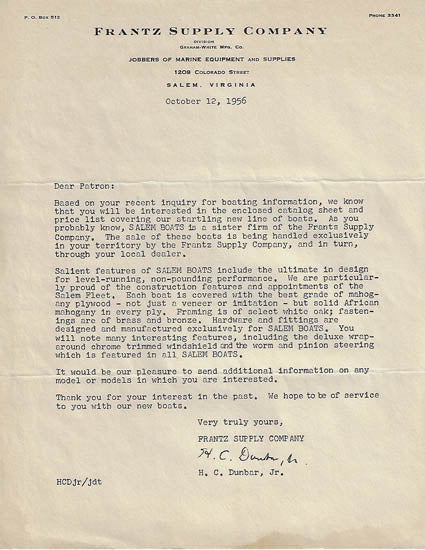 P. O. Box 512
Phone 3341
Frantz Supply Company
Division
Graham-White Mfg. Co.
Jobbers of Marine Equipment and Supplies
1209 Colorado Street
Salem, Virginia
October 12, 1956
Dear Patron:
Based on your recent inquiry for boating information, we know
that you will be interested in the enclosed catalog sheet and
price list covering our startling new line of boats. As you
probably know, SALEM BOATS is a sister firm of the Frantz Supply
Company. The sale of these boats is being handled exclusively
in your territory by the Frantz Supply Company, and in turn,
through your local dealer.
Salient features of SALEM BOATS include the ultimate in design
for level-running, non-pounding performance. We are particular-
ly proud of the construction features and appointments of the
Salem Fleet. Each boat is covered with the best grade of mahog-
any plywood - not just a veneer or imitation - but solid African
mahogany in every ply. Framing is of select white oak; fasten-
ings are of brass and bronze. Hardware and fittings are
designed and manufactured exclusively for SALEM BOATS. You
will note many interesting features, including the deluxe wrap-
around chrome trimmed windshield and the worm and pinion steering
which is featured in all SALEM BOATS.
It would be our pleasure to send additional information on any
model or models in which you are interested.
Thank you for your interest in the past. We hope to be of service
to you with our new boats.
Very truly yours,
FRANTZ SUPPLY COMPANY
H. C. Dunbar, Jr.
H. C. Dunbar, Jr.
HCDjr/jdt